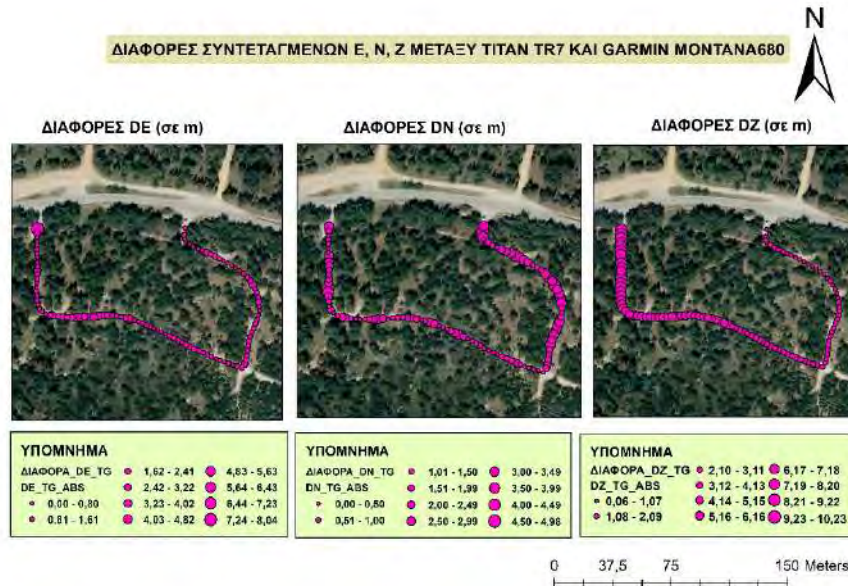 N
ΔΙΑΦΟΡΕΣ ΣΥΝΤΕΤΑΓΜΕΝΩΝ E, N, Z ΜΕΤΑΞΥ TITAN TR7 ΚΑΙ GARMIN MONTANA680
ΔΙΑΦΟΡΕΣ DE (σε m)
ΔΙΑΦΟΡΕΣ DN (σε m)
ΔΙΑΦΟΡΕΣ DZ (σε m)
ΥΠΟΜΝΗΜΑ
ΔΙΑΦΟΡΑ_DE_TG 1,62 - 2,41 4,83 - 5,63
DE_TG_ABS 2,42 - 3,22 5,64 - 6,43
0,00 - 0,80 3,23 - 4,02 6,44 - 7,23
0,81 - 1,61 4,03 - 4,82 7,24 - 8,04
ΥΠΟΜΝΗΜΑ
ΔΙΑΦΟΡΑ_DN_TG 1,01 - 1,50 3,00 - 3,49
DN_TG_ABS 1,51 - 1,99 3,50 - 3,99
0,00 - 0,50 2,00 - 2,49 4,00 - 4,49
0,51 - 1,00 2,50 - 2,99 4,50 - 4,98
ΥΠΟΜΝΗΜΑ
ΔΙΑΦΟΡΑ_DZ_TG 2,10 - 3,11 6,17 - 7,18
DZ_TG_ABS 3,12 - 4,13 7,19 - 8,20
0,06 - 1,07 4,14 - 5,15 8,21 - 9,22
1,08 - 2,09 5,16 - 6,16 9,23 - 10,23
0 37,5 75 150 Meters